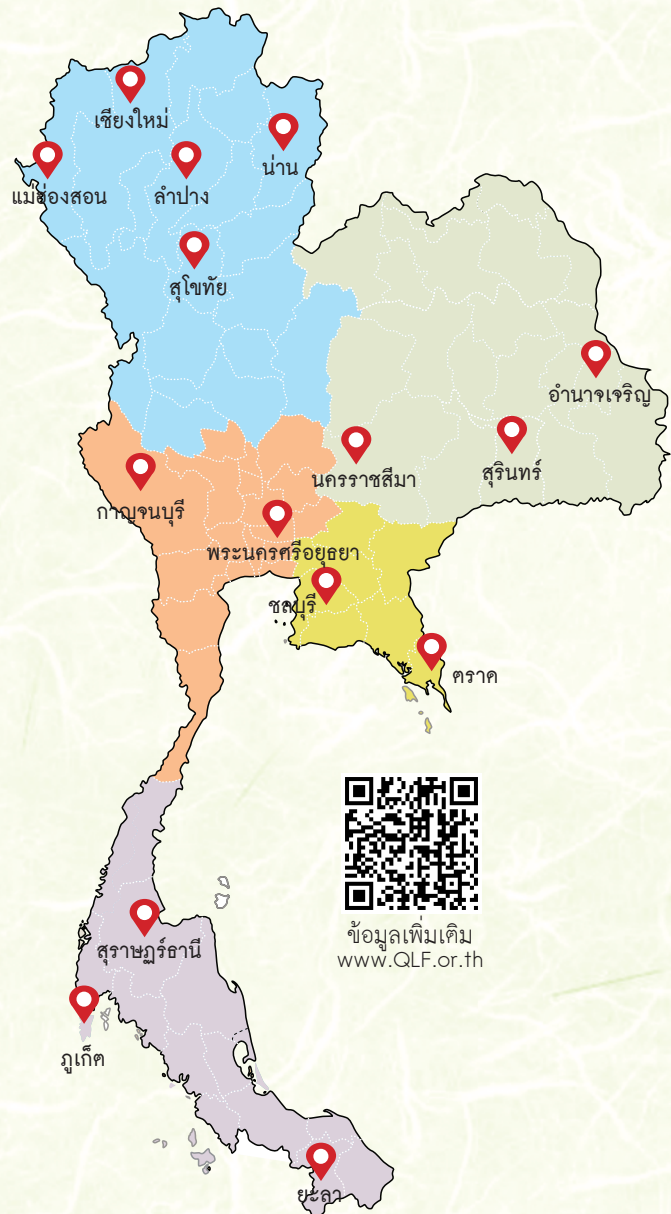 เชียงใหม่
น่าน
แม่ฮ่องสอน
ลำปาง
สุโขทัย
อำนาจเจริญ
นครราชสีมา
สุรินทร์
กาญจนบุรี
พระนครศรีอยุธยา
ชลบุรี
ตราด
ข้อมูลเพิ่มเติม
www.QLF.or.th
สุราษฎร์ธานี
ภูเก็ต
ยะลา